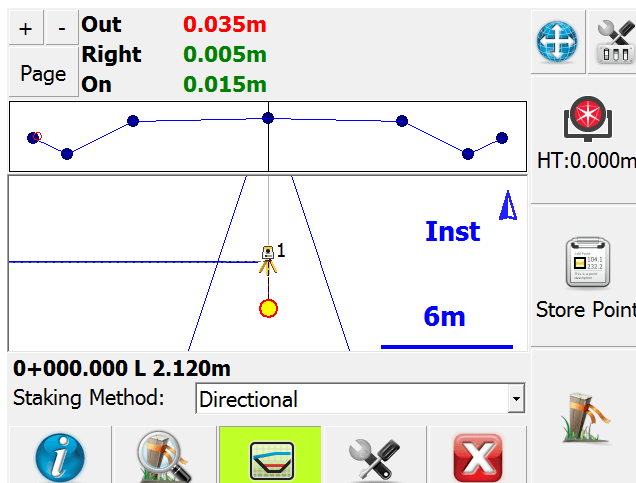 + - Out 0.035m
Right 0.005m
Page
On 0.015m
HT:0.000m
1
Inst
6m
Store Point
0+000.000 L 2.120m
Staking Method: Directional